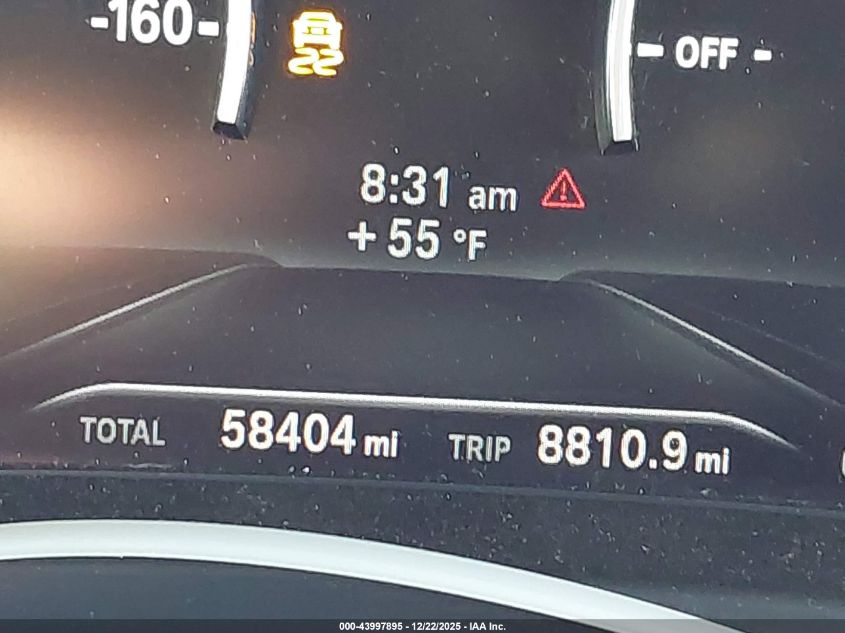 -160-
OFF -
8:31 am
+ 55 °F
TOTAL 58404 mi TRIP 8810.9 mi
000-43997895 - 12/22/2025 - IAA Inc.